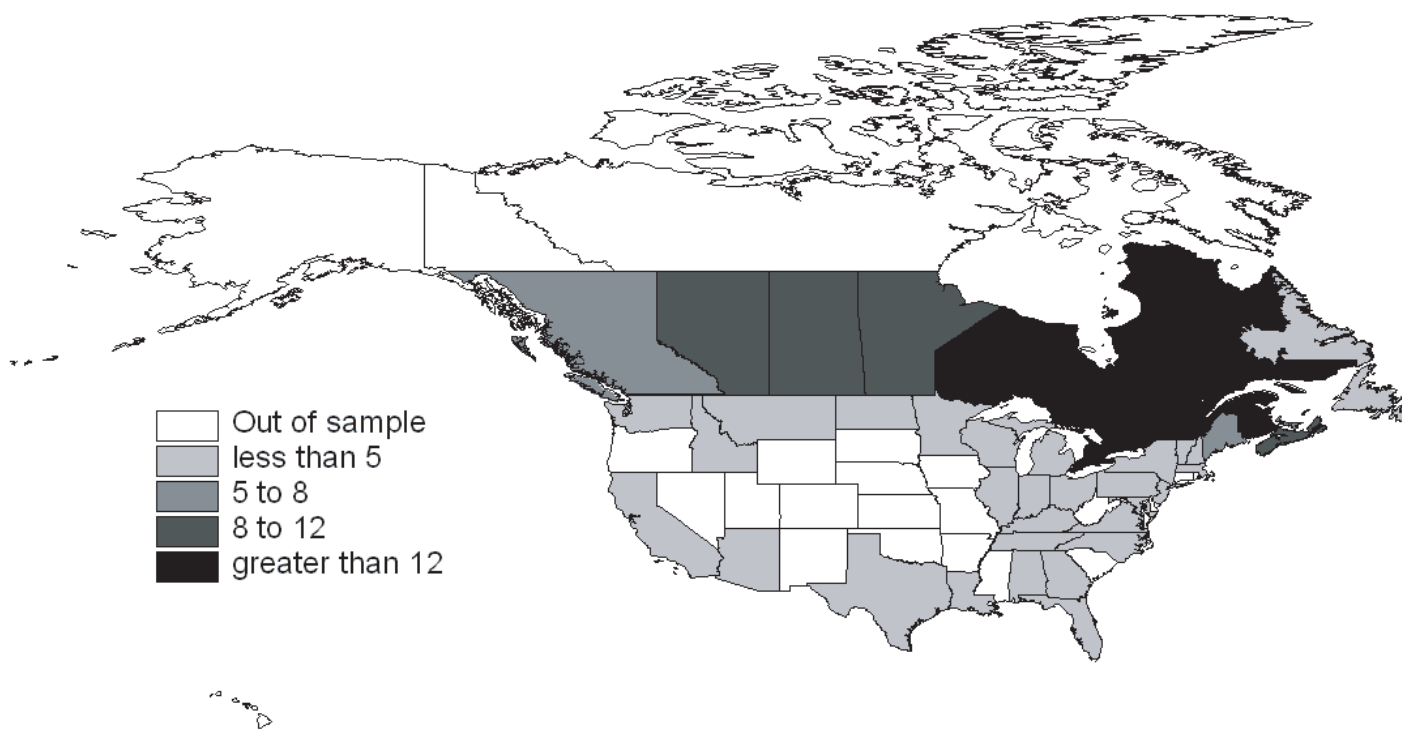 Out of sample
less than 5
5 to 8
8 to 12
greater than 12